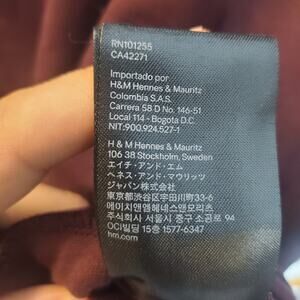 RN101255
CA42271
Importado por
H&M Hennes & Mauritz
Colombia S.A.S.
Carrera 58 D No. 146-51
Local 114 - Bogota D.C.
NIT:900.924.527-1
H & M Hennes & Mauritz
106 38 Stockholm, Sweden
エイチ・アンド・エム
ヘネス・アンド・マウリッツ
ジャパン株式会社
東京都渋谷区宇田川町33-6
에이치앤엠헤네스앤모리츠
주식회사 서울시 중구 소공로 94
OCI빌딩 15층 1577-6347
hm.com